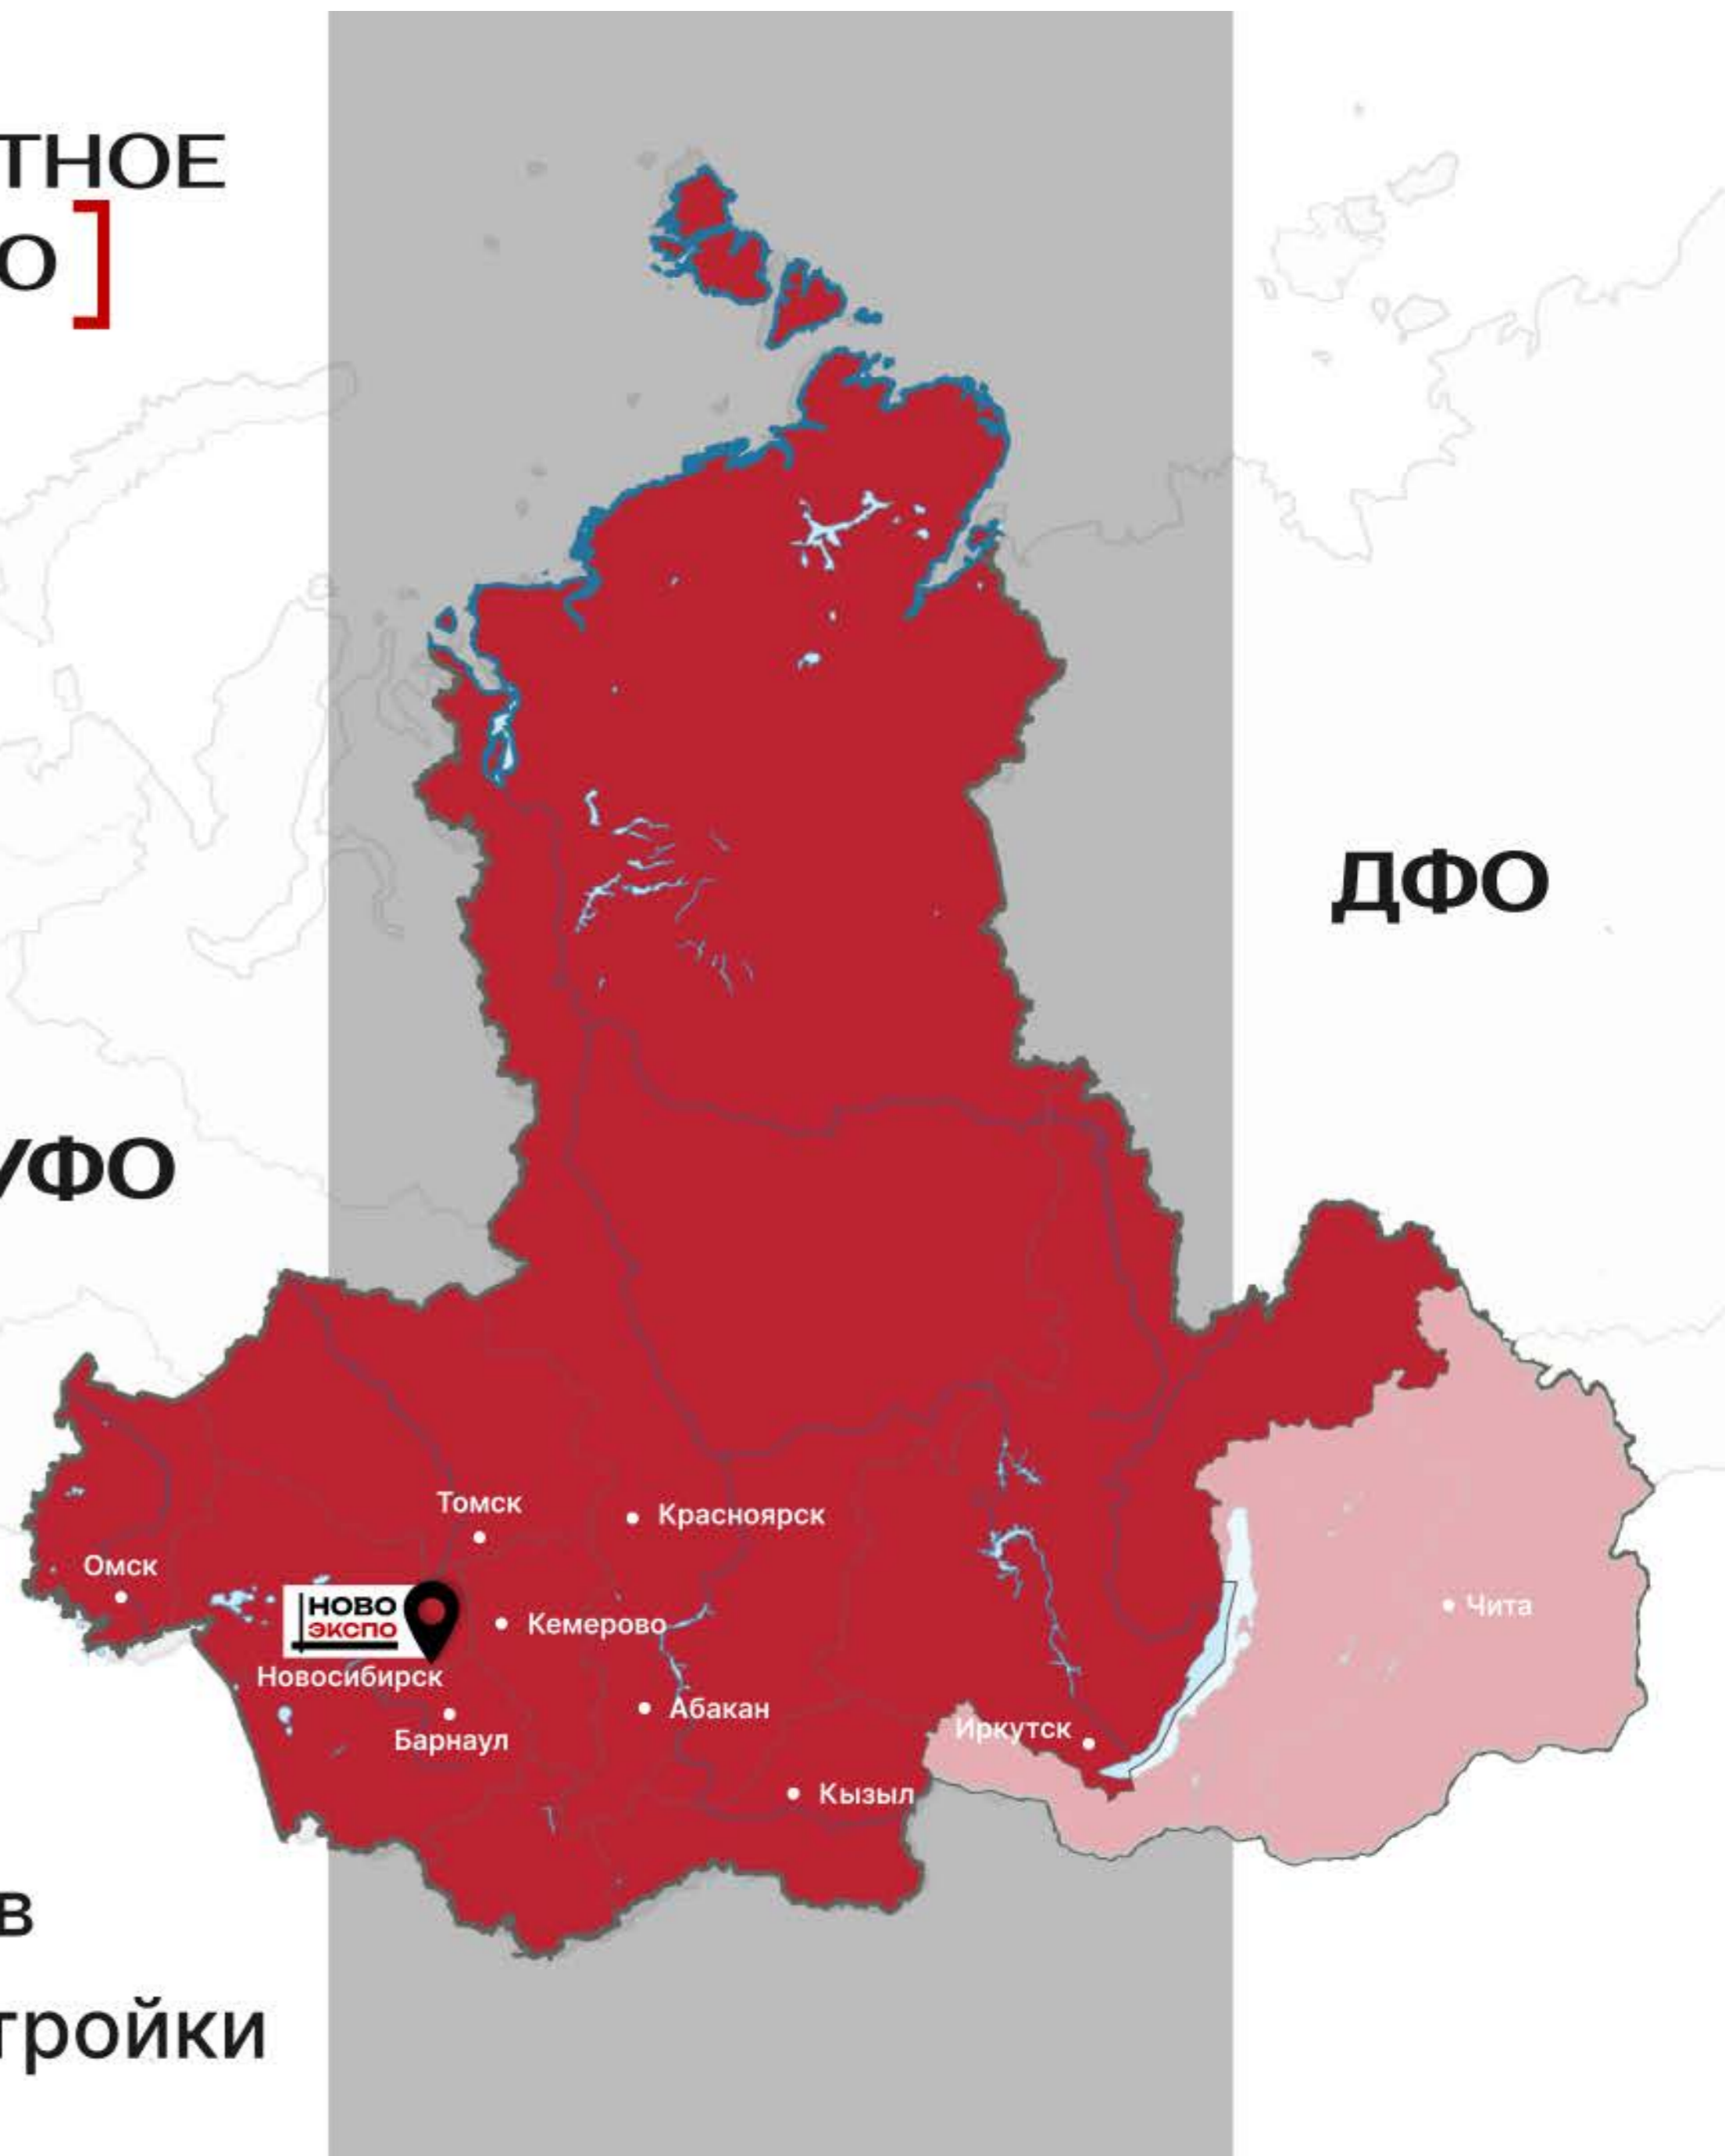 ТНОЕ
О]
ДФО
УФО
Томск
Красноярск
Омск
НОВО
ЭКСПО
Кемерово
Чита
Новосибирск
Абакан
Барнаул
Иркутск
Кызыл
в
тройки